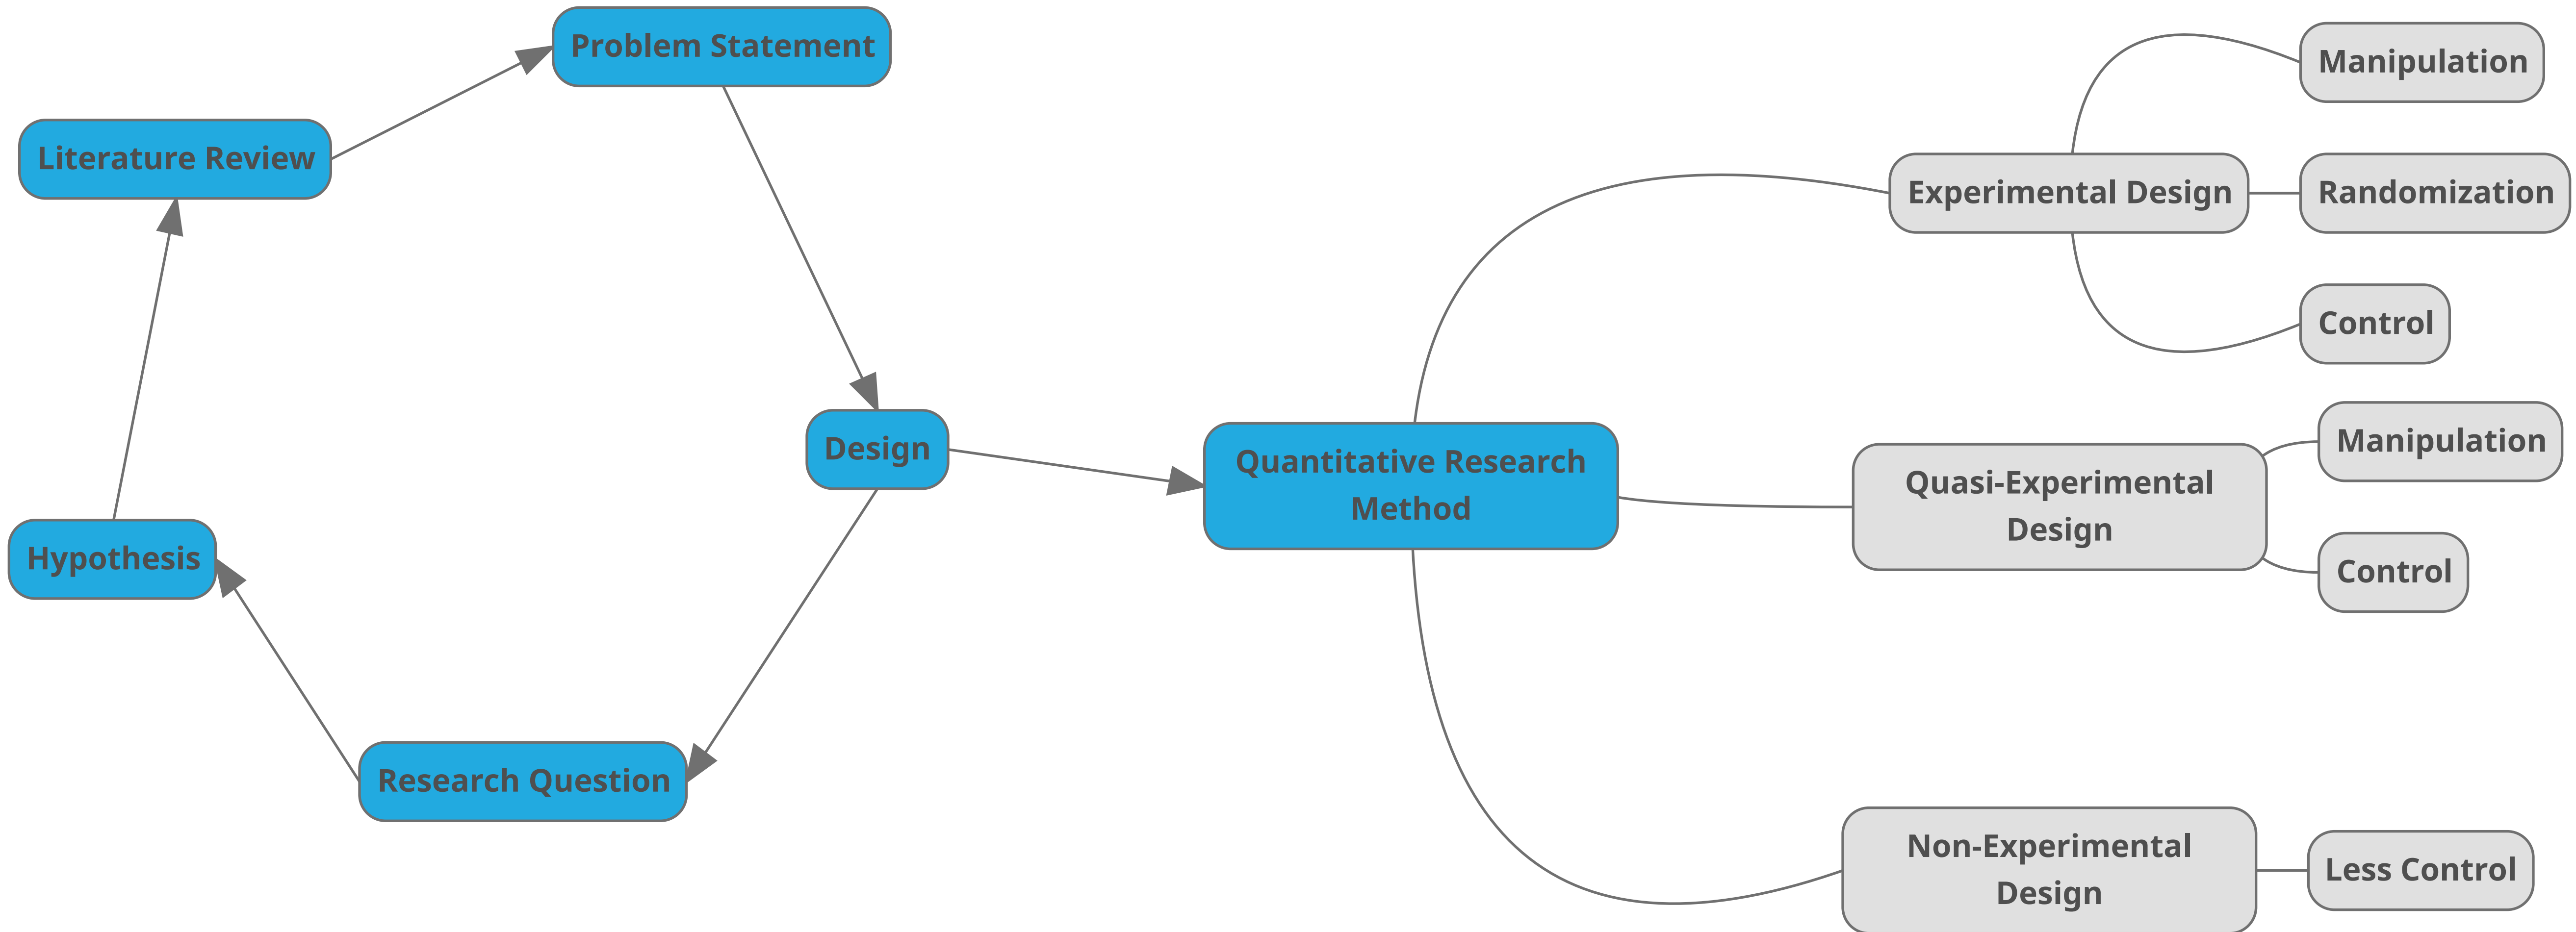 Problem Statement
Literature Review
Design
Hypothesis
Research Question
Quantitative Research
Method
Experimental Design
Manipulation
Randomization
Control
Quasi-Experimental
Design
Manipulation
Control
Non-Experimental
Design
Less Control